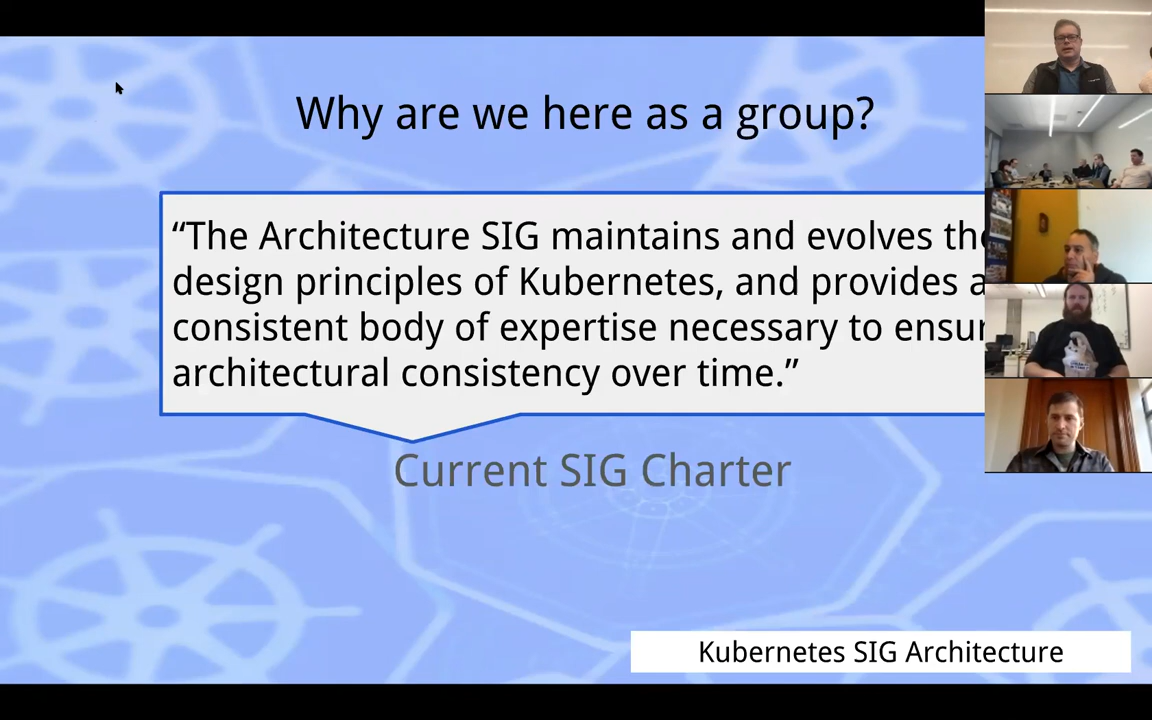 Why are we here as a group?
“The Architecture SIG maintains and evolves the
design principles of Kubernetes, and provides a
consistent body of expertise necessary to ensur
architectural consistency over time.”
Current SIG Charter
Kubernetes SIG Architecture